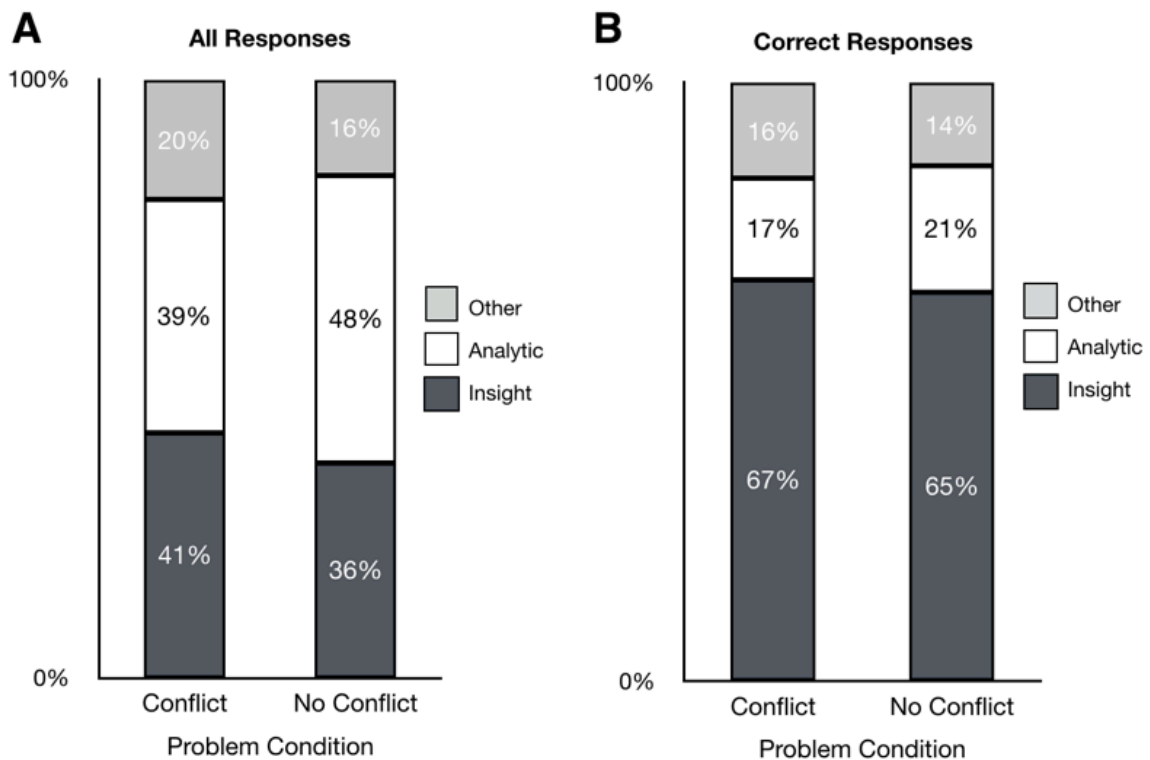 A
All Responses
100%
20%
16%
39%
48%
41%
36%
0%
Conflict
No Conflict
Problem Condition
Other
Analytic
Insight
B
Correct Responses
100%
16%
14%
17%
21%
67%
65%
0%
Conflict
No Conflict
Problem Condition
Other
Analytic
Insight